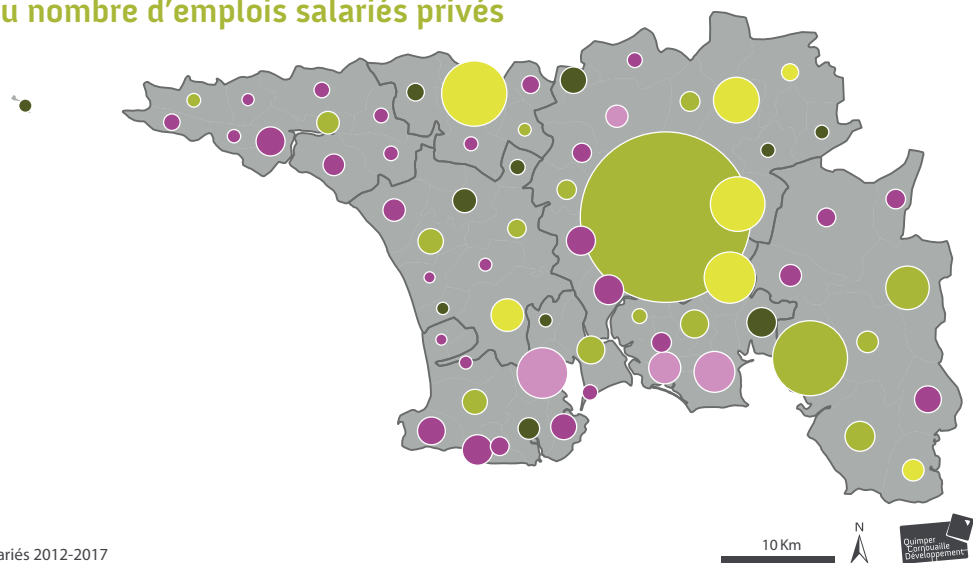 u nombre d'emplois salariés privés
ariés 2012-2017
10 Km
N
Quimper
Cornouaille
Développement